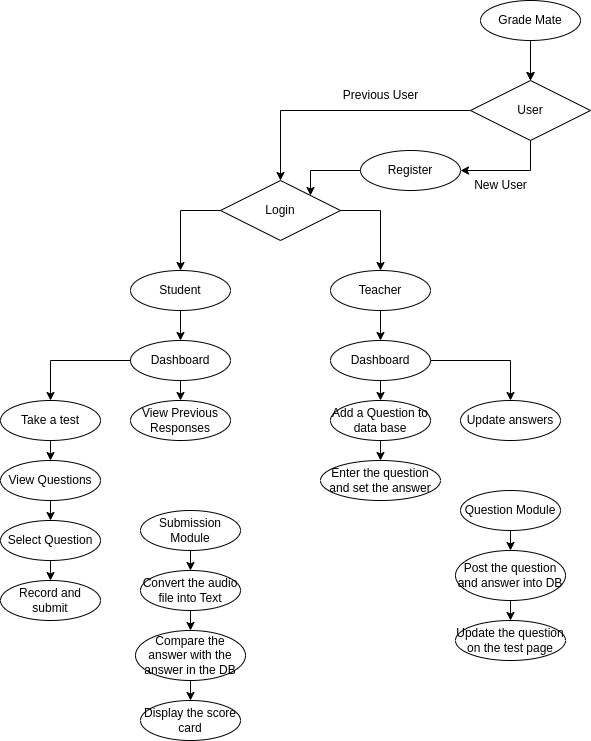 Grade Mate
Previous User
User
Register
New User
Login
Student
Teacher
Dashboard
Dashboard
Take a test
View Previous
Responses
Add a Question to
data base
Update answers
View Questions
Enter the question
and set the answer
Select Question
Submission
Module
Question Module
Record and
submit
Convert the audio
file into Text
Post the question
and answer into DB
Compare the
answer with the
answer in the DB
Update the question
on the test page
Display the score
card